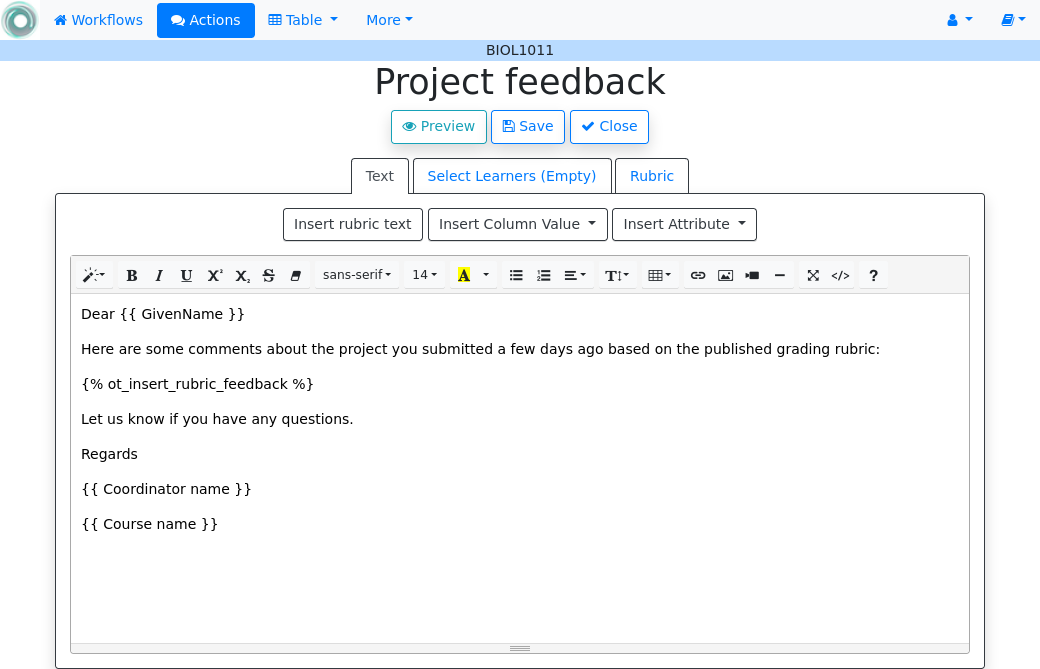 Workflows Actions Table More
BIOL1011
Project feedback
Preview Save Close
Text Select Learners (Empty) Rubric
Insert rubric text Insert Column Value Insert Attribute
B I U X² X₂ S sans-serif 14 A T </> ?
Dear {{ GivenName }}
Here are some comments about the project you submitted a few days ago based on the published grading rubric:
{% ot_insert_rubric_feedback %}
Let us know if you have any questions.
Regards
{{ Coordinator name }}
{{ Course name }}